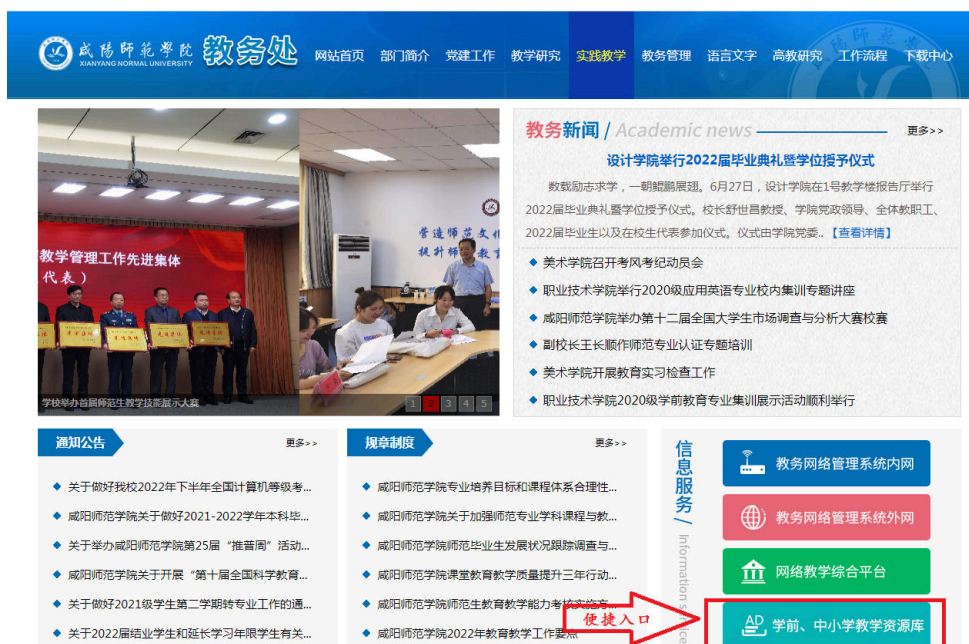 咸陽師範學院 教务处
XIANYANG NORMAL UNIVERSITY
网站首页 部门简介 党建工作 教学研究 实践教学 教务管理 语言文字 高教研究 工作流程 下载中心
教学管理工作先进集体
代表）
营造师范文化
提升师
学校举办首届师范生教学技能展示大赛
1 2 3 4 5
教务新闻 / Academic news 更多>>
设计学院举行2022届毕业典礼暨学位授予仪式
数载励志求学，一朝鲲鹏展翅。6月27日，设计学院在1号教学楼报告厅举行
2022届毕业典礼暨学位授予仪式。校长舒世昌教授、学院党政领导、全体教职工、
2022届毕业生以及在校生代表参加仪式。仪式由学院党委..【查看详情】
美术学院召开考风考纪动员会
职业技术学院举行2020级应用英语专业校内集训专题讲座
咸阳师范学院举办第十二届全国大学生市场调查与分析大赛校赛
副校长王长顺作师范专业认证专题培训
美术学院开展教育实习检查工作
职业技术学院2020级学前教育专业集训展示活动顺利举行
通知公告 更多>>
关于做好我校2022年下半年全国计算机等级考...
咸阳师范学院关于做好2021-2022学年本科毕...
关于举办咸阳师范学院第25届“推普周”活动...
咸阳师范学院关于开展“第十届全国科学教育...
关于做好2021级学生第二学期转专业工作的通...
关于2022届结业学生和延长学习年限学生有关...
规章制度 更多>>
咸阳师范学院专业培养目标和课程体系合理性...
咸阳师范学院关于加强师范专业学科课程与教...
咸阳师范学院师范毕业生发展状况跟踪调查与...
咸阳师范学院课堂教育教学质量提升三年行动...
咸阳师范学院师范生教育教学能力考核实施方...
咸阳师范学院2022年教育教学工作要点
便捷入口
信息服务 / Information service
教务网络管理系统内网
教务网络管理系统外网
网络教学综合平台
学前、中小学教学资源库